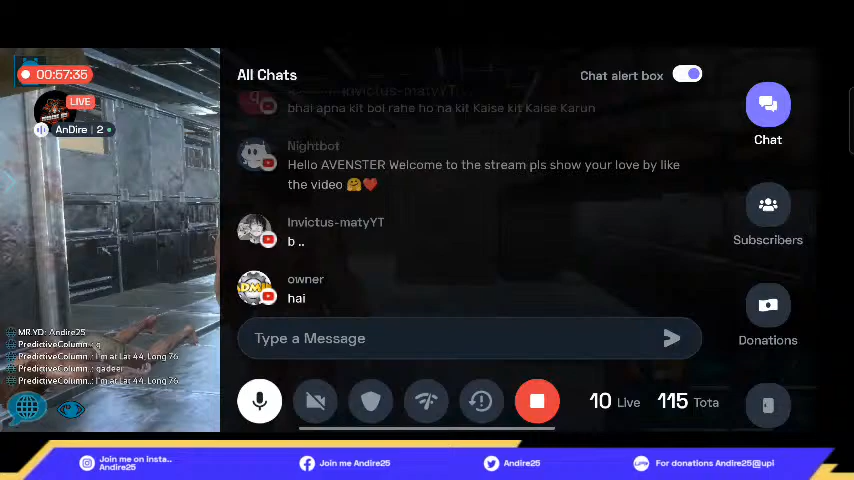 00:57:35
LIVE
AnDire | 2
All Chats
Chat alert box
Invictus-matyYT
bhai apna kit bol rahe ho na kit Kaise kit Kaise Karun
Nightbot
Hello AVENSTER Welcome to the stream pls show your love by like
the video 🤗❤️
Invictus-matyYT
b ..
owner
hai
Type a Message
10 Live 115 Tota
Chat
Subscribers
Donations
MR.YD: Andire25
PredictiveColumn..: q
PredictiveColumn..: I'm at Lat 44, Long 76
PredictiveColumn..: qadeer
PredictiveColumn..: I'm at Lat 44, Long 76
Join me on insta..
Andire25
Join me Andire25
Andire25
For donations Andire25@upi